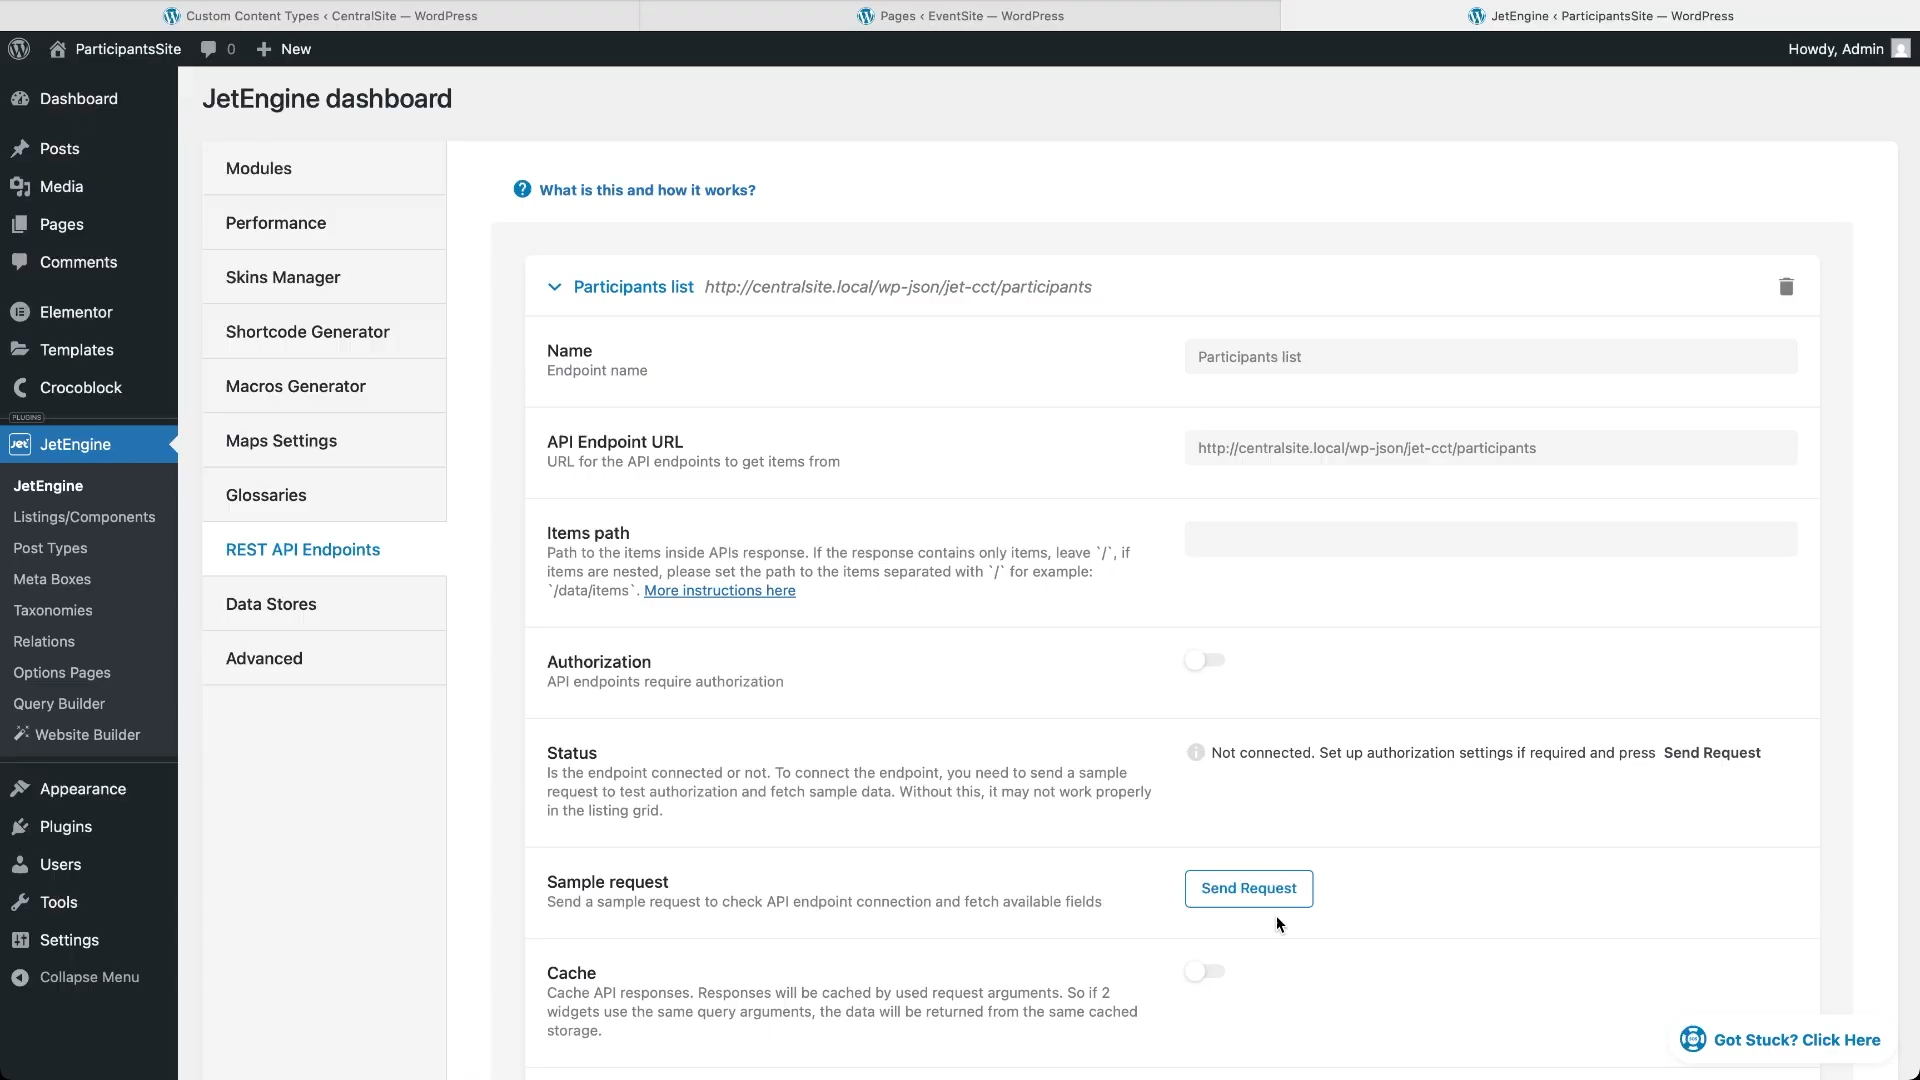 Custom Content Types ‹ CentralSite — WordPress
Pages ‹ EventSite — WordPress
JetEngine ‹ ParticipantsSite — WordPress
ParticipantsSite
0
New
Howdy, Admin
Dashboard
Posts
Media
Pages
Comments
Elementor
Templates
Crocoblock
PLUGINS
Jet
JetEngine
JetEngine
Listings/Components
Post Types
Meta Boxes
Taxonomies
Relations
Options Pages
Query Builder
Website Builder
Appearance
Plugins
Users
Tools
Settings
Collapse Menu
JetEngine dashboard
Modules
Performance
Skins Manager
Shortcode Generator
Macros Generator
Maps Settings
Glossaries
REST API Endpoints
Data Stores
Advanced
? What is this and how it works?
Participants list http://centralsite.local/wp-json/jet-cct/participants
Name
Endpoint name
Participants list
API Endpoint URL
URL for the API endpoints to get items from
http://centralsite.local/wp-json/jet-cct/participants
Items path
Path to the items inside APIs response. If the response contains only items, leave `/`, if
items are nested, please set the path to the items separated with `/` for example:
`/data/items`. More instructions here
Authorization
API endpoints require authorization
Status
Is the endpoint connected or not. To connect the endpoint, you need to send a sample
request to test authorization and fetch sample data. Without this, it may not work properly
in the listing grid.
Not connected. Set up authorization settings if required and press Send Request
Sample request
Send a sample request to check API endpoint connection and fetch available fields
Send Request
Cache
Cache API responses. Responses will be cached by used request arguments. So if 2
widgets use the same query arguments, the data will be returned from the same cached
storage.
SOS
Got Stuck? Click Here